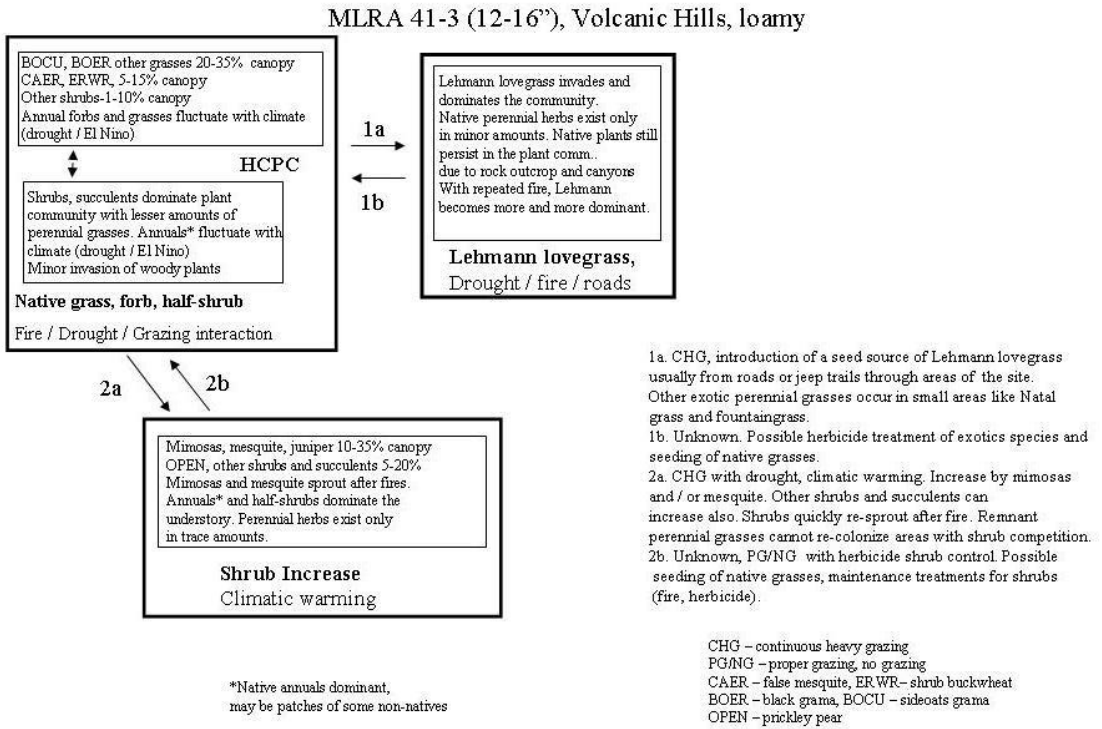 MLRA 41-3 (12-16”), Volcanic Hills, loamy
BOCU, BOER other grasses 20-35% canopy
CAER, ERWR, 5-15% canopy
Other shrubs-1-10% canopy
Annual forbs and grasses fluctuate with climate
(drought / El Nino)
HCPC
Shrubs, succulents dominate plant
community with lesser amounts of
perennial grasses. Annuals* fluctuate with
climate (drought / El Nino)
Minor invasion of woody plants
Native grass, forb, half-shrub
Fire / Drought / Grazing interaction
1a
1b
Lehmann lovegrass invades and
dominates the community.
Native perennial herbs exist only
in minor amounts. Native plants still
persist in the plant comm..
due to rock outcrop and canyons
With repeated fire, Lehmann
becomes more and more dominant.
Lehmann lovegrass,
Drought / fire / roads
2a
2b
Mimosas, mesquite, juniper 10-35% canopy
OPEN, other shrubs and succulents 5-20%
Mimosas and mesquite sprout after fires.
Annuals* and half-shrubs dominate the
understory. Perennial herbs exist only
in trace amounts.
Shrub Increase
Climatic warming
1a. CHG, introduction of a seed source of Lehmann lovegrass
usually from roads or jeep trails through areas of the site.
Other exotic perennial grasses occur in small areas like Natal
grass and fountaingrass.
1b. Unknown. Possible herbicide treatment of exotics species and
seeding of native grasses.
2a. CHG with drought, climatic warming. Increase by mimosas
and / or mesquite. Other shrubs and succulents can
increase also. Shrubs quickly re-sprout after fire. Remnant
perennial grasses cannot re-colonize areas with shrub competition.
2b. Unknown, PG/NG with herbicide shrub control. Possible
seeding of native grasses, maintenance treatments for shrubs
(fire, herbicide).
*Native annuals dominant,
may be patches of some non-natives
CHG – continuous heavy grazing
PG/NG – proper grazing, no grazing
CAER – false mesquite, ERWR– shrub buckwheat
BOER – black grama, BOCU – sideoats grama
OPEN – prickley pear